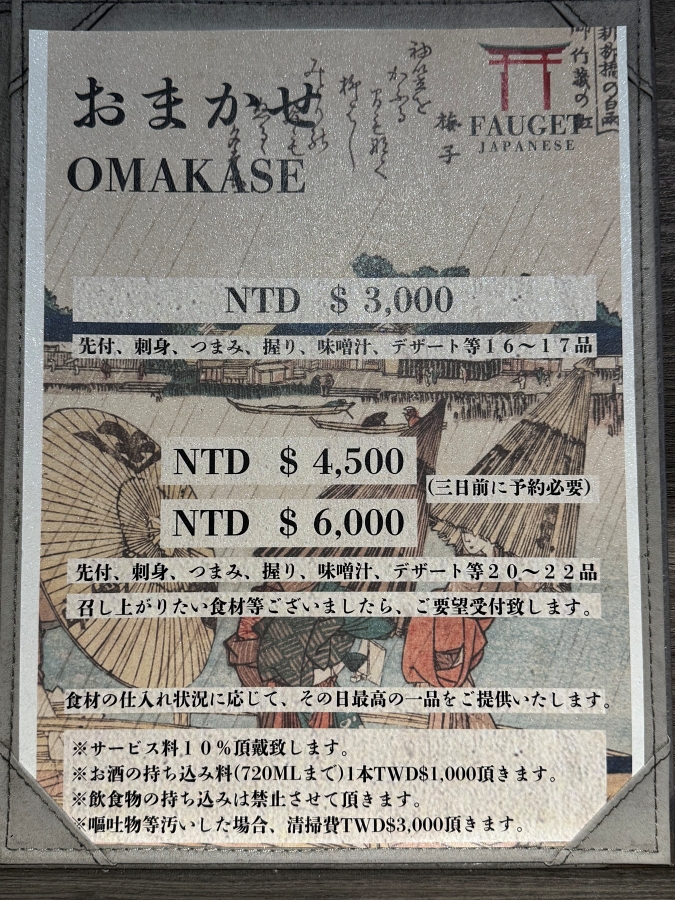 おまかせ
OMAKASE
FAUGET
JAPANESE
梅子
NTD $ 3,000
先付、刺身、つまみ、握り、味噌汁、デザート等１６〜１７品
NTD $ 4,500
(三日前に予約必要)
NTD $ 6,000
先付、刺身、つまみ、握り、味噌汁、デザート等２０〜２２品
召し上がりたい食材等ございましたら、ご要望受付致します。
食材の仕入れ状況に応じて、その日最高の一品をご提供いたします。
※サービス料１０％頂戴致します。
※お酒の持ち込み料(720MLまで)1本TWD$1,000頂きます。
※飲食物の持ち込みは禁止させて頂きます。
※嘔吐物等汚いした場合、清掃費TWD$3,000頂きます。